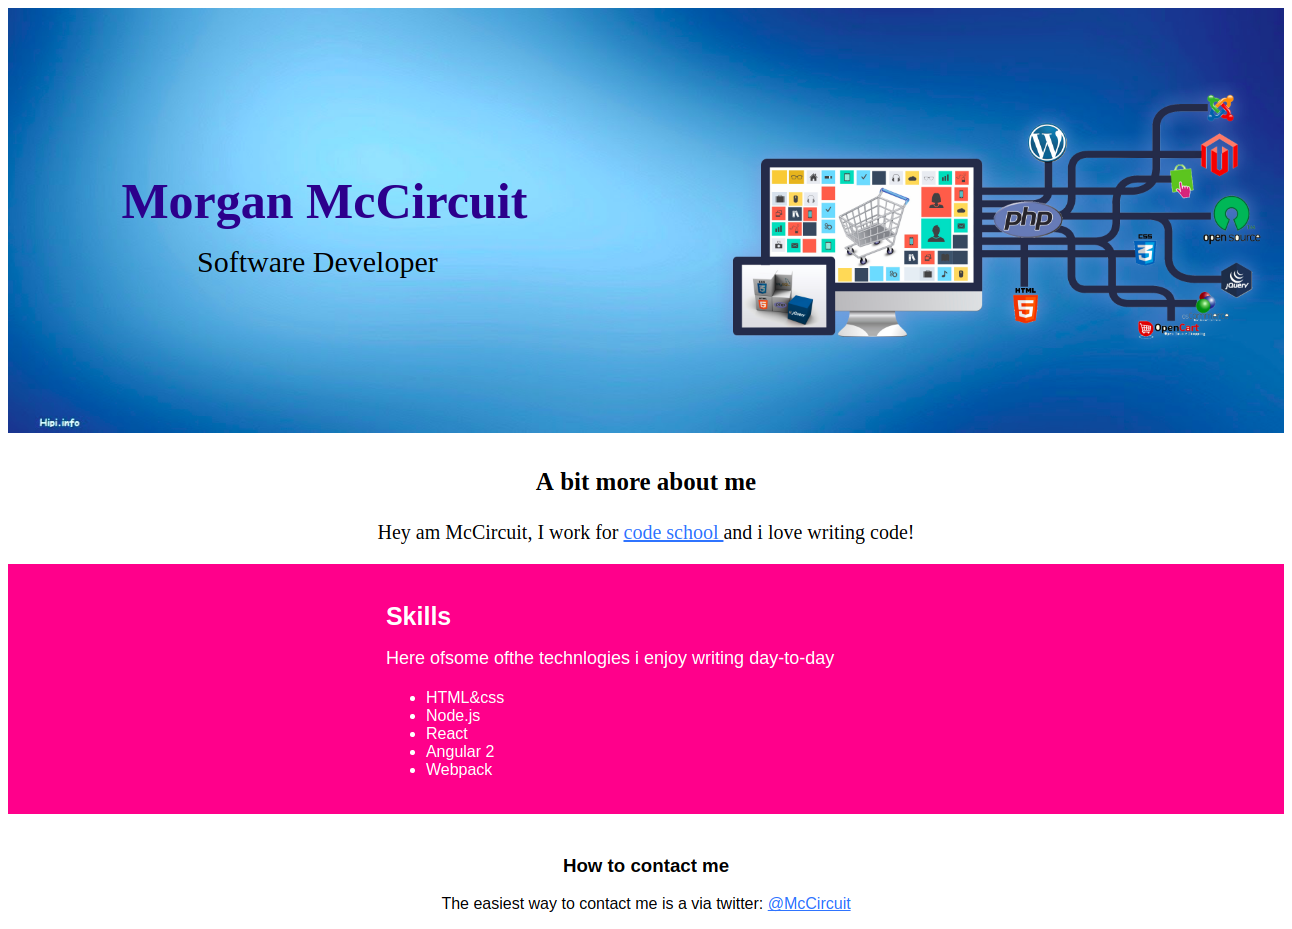 Morgan McCircuit
Software Developer
php
CSS
open source
jQuery
HTML
5
OpenCart
Hipi.info
A bit more about me
Hey am McCircuit, I work for code school and i love writing code!
Skills
Here ofsome ofthe technlogies i enjoy writing day-to-day
HTML&css
Node.js
React
Angular 2
Webpack
How to contact me
The easiest way to contact me is a via twitter: @McCircuit